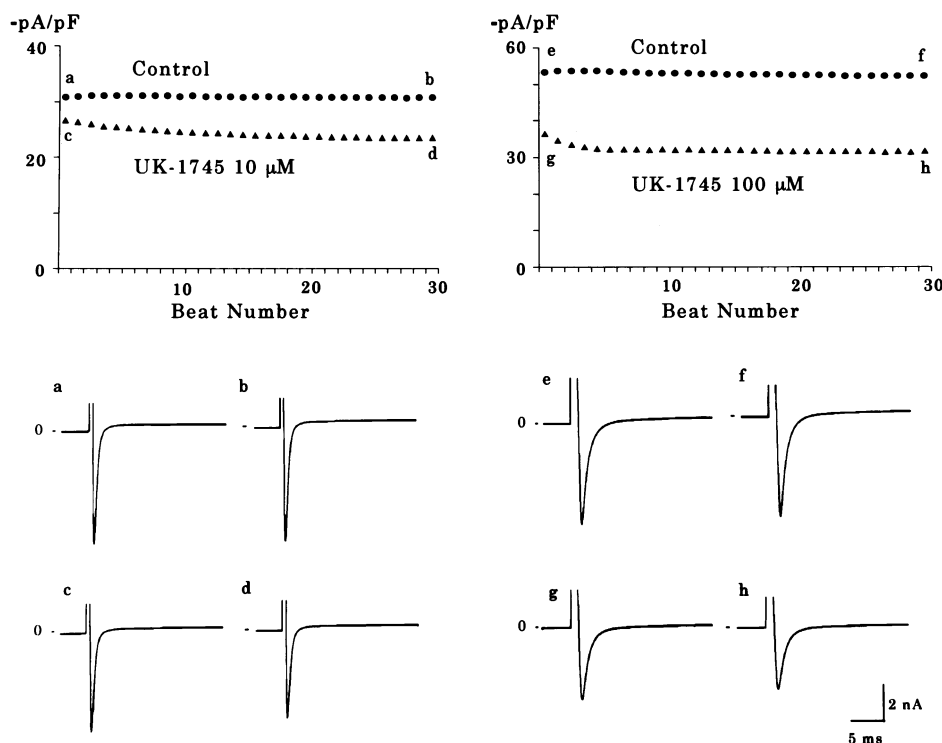 -pA/pF
40
20
0
a
b
c
d
Control
UK-1745 10 μM
10
20
30
Beat Number
-pA/pF
60
30
0
e
f
g
h
Control
UK-1745 100 μM
10
20
30
Beat Number
a
b
0 -
-
c
d
0 -
-
e
f
0 -
-
g
h
0 -
-
2 nA
5 ms